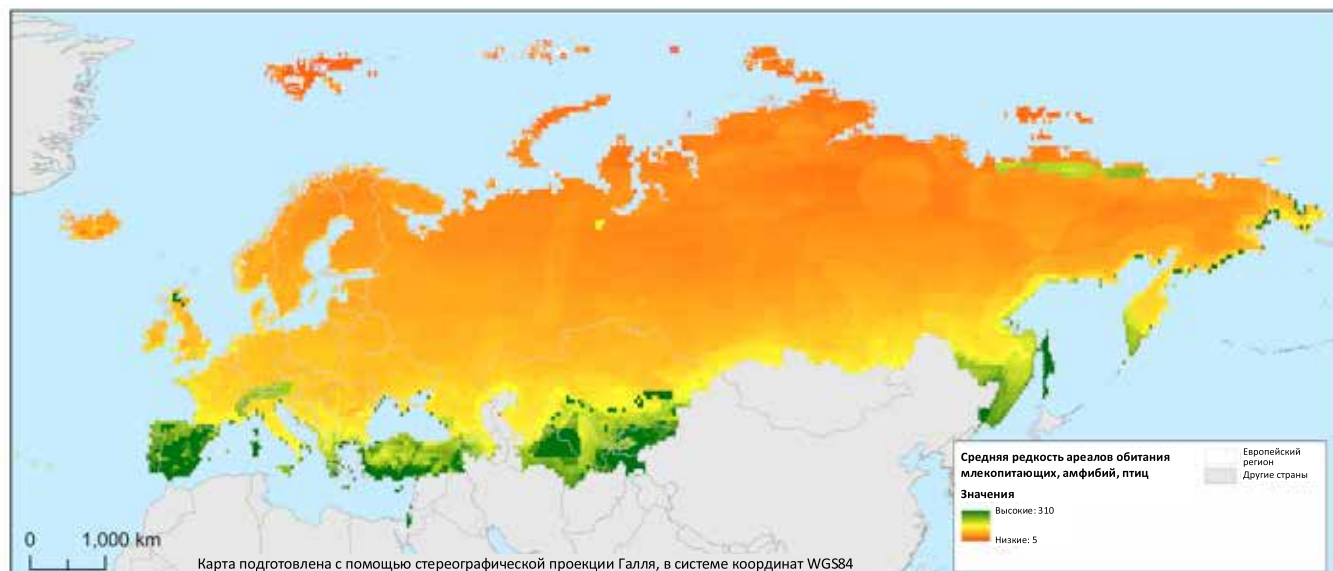 Средняя редкость ареалов обитания
млекопитающих, амфибий, птиц
Значения
Высокие: 310
Низкие: 5
Европейский
регион
Другие страны
0 1,000 km
Карта подготовлена с помощью стереографической проекции Галля, в системе координат WGS84